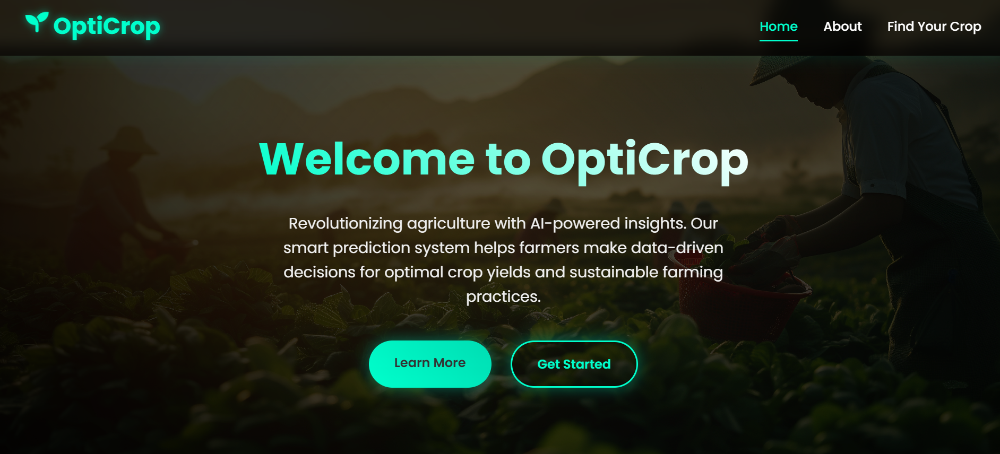 OptiCrop
Home
About
Find Your Crop
Welcome to OptiCrop
Revolutionizing agriculture with AI-powered insights. Our
smart prediction system helps farmers make data-driven
decisions for optimal crop yields and sustainable farming
practices.
Learn More
Get Started